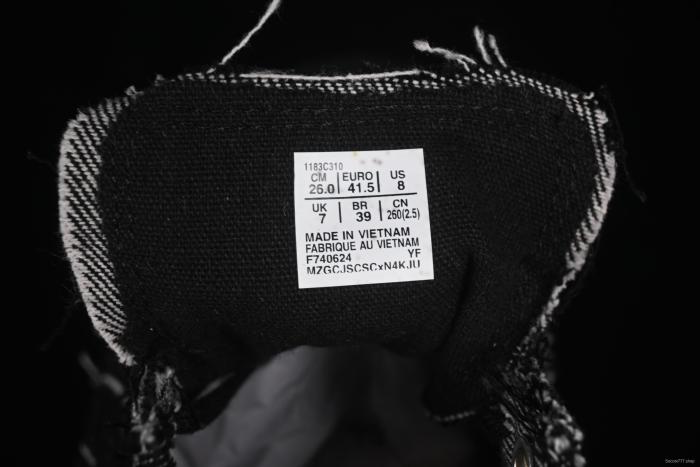 1183C310
CM EURO US
26.0 41.5 8
UK BR CN
7 39 260(2.5)
MADE IN VIETNAM
FABRIQUE AU VIETNAM
F740624 YF
MZGCJSCSCxN4KJU